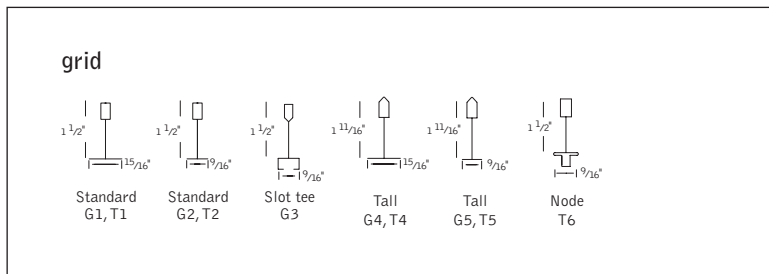 grid
1 1/2" 15/16"
1 1/2" 9/16"
1 1/2" 9/16"
1 11/16" 15/16"
1 11/16" 9/16"
1 1/2" 9/16"
Standard
G1, T1
Standard
G2, T2
Slot tee
G3
Tall
G4, T4
Tall
G5, T5
Node
T6